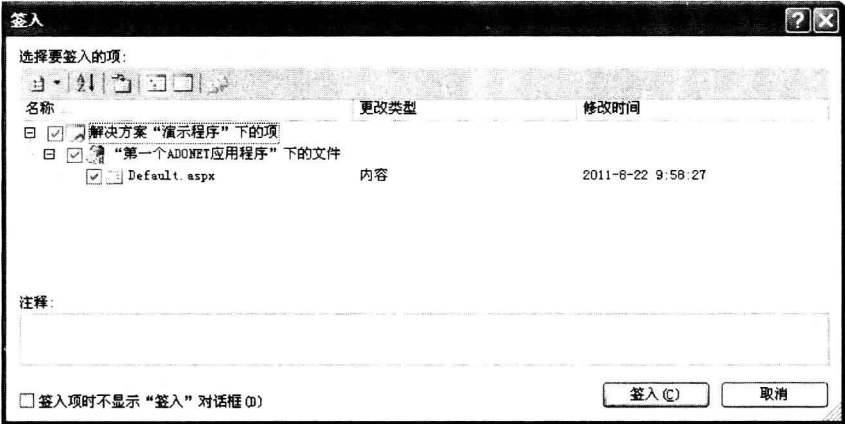 签入
选择要签入的项:
名称 更改类型 修改时间
解决方案“演示程序”下的项
“第一个ADONET应用程序”下的文件
Default.aspx 内容 2011-8-22 9:58:27
注释:
签入项时不显示“签入”对话框(D) 签入(C) 取消